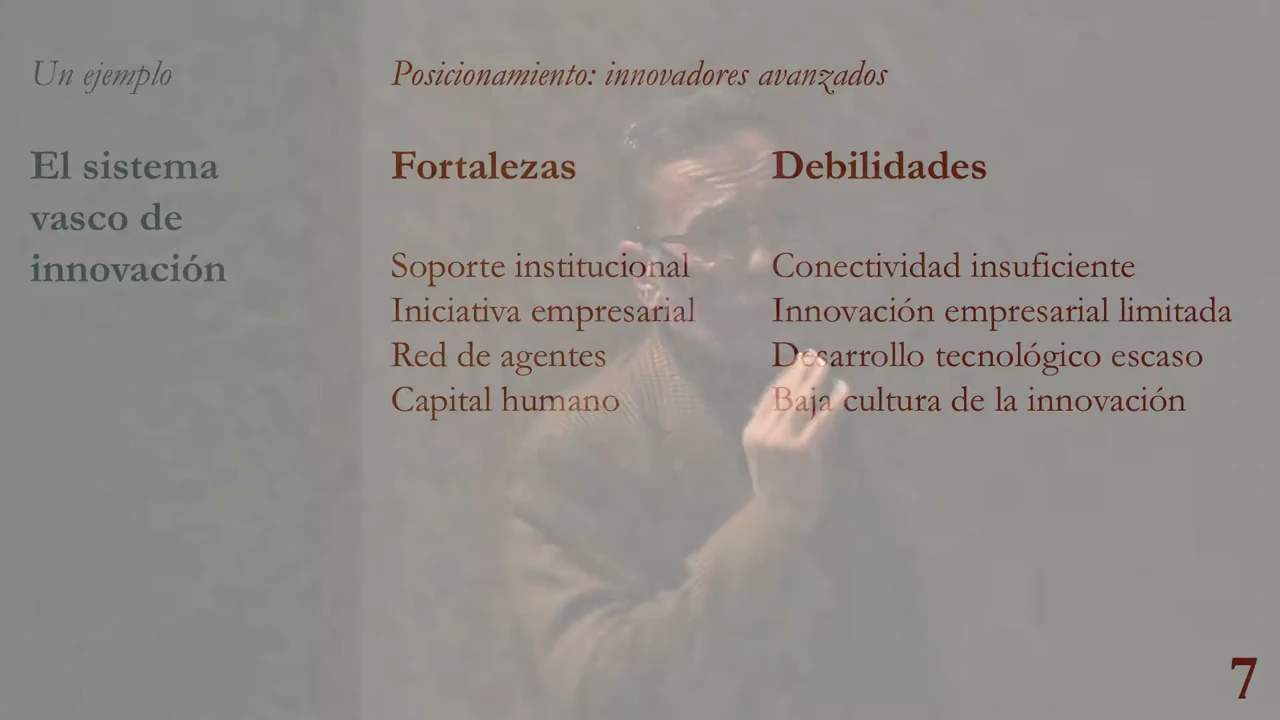 Un ejemplo
El sistema
vasco de
innovación
Posicionamiento: innovadores avanzados
Fortalezas
Soporte institucional
Iniciativa empresarial
Red de agentes
Capital humano
Debilidades
Conectividad insuficiente
Innovación empresarial limitada
Desarrollo tecnológico escaso
Baja cultura de la innovación
7